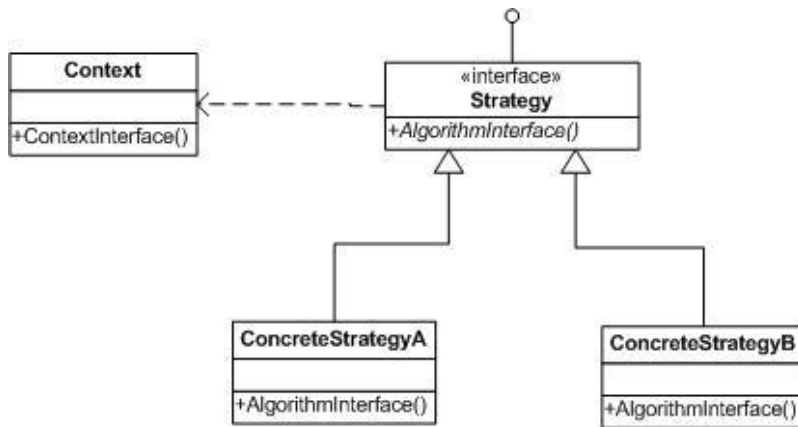 Context
+ContextInterface()
«interface»
Strategy
+AlgorithmInterface()
ConcreteStrategyA
+AlgorithmInterface()
ConcreteStrategyB
+AlgorithmInterface()